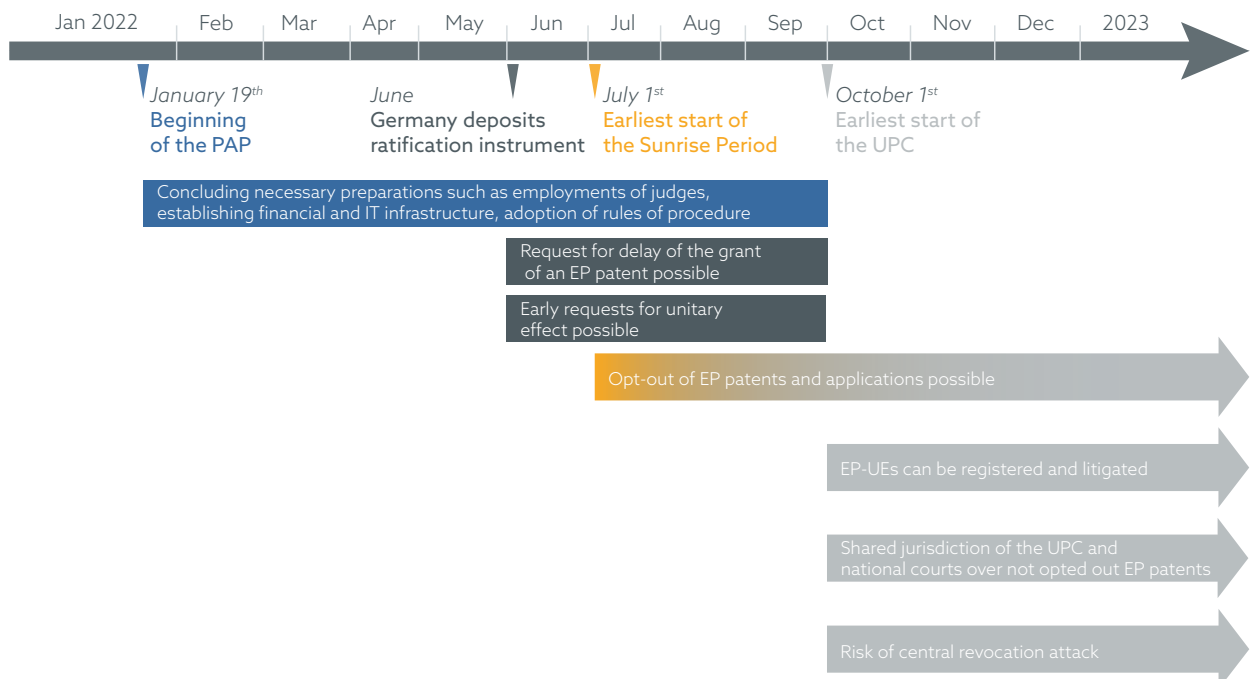 Jan 2022 Feb Mar Apr May Jun Jul Aug Sep Oct Nov Dec 2023
January 19th
Beginning
of the PAP
June
Germany deposits
ratification instrument
July 1st
Earliest start of
the Sunrise Period
October 1st
Earliest start of
the UPC
Concluding necessary preparations such as employments of judges,
establishing financial and IT infrastructure, adoption of rules of procedure
Request for delay of the grant
of an EP patent possible
Early requests for unitary
effect possible
Opt-out of EP patents and applications possible
EP-UEs can be registered and litigated
Shared jurisdiction of the UPC and
national courts over not opted out EP patents
Risk of central revocation attack